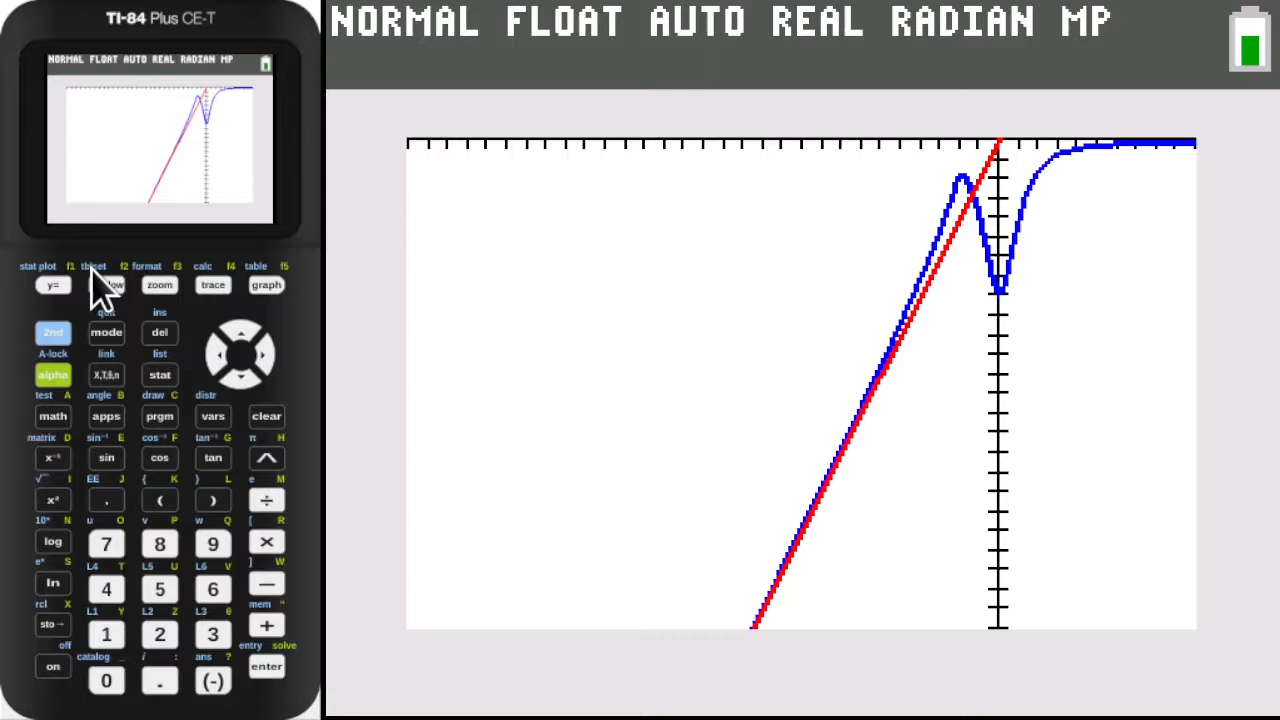 TI-84 Plus CE-T
NORMAL FLOAT AUTO REAL RADIAN MP
NORMAL FLOAT AUTO REAL RADIAN MP
stat plot f1 tblset f2 format f3 calc f4 table f5
y= zoom trace graph
quit ins
2nd mode del
A-lock link list
alpha X,T,θ,n stat
test A angle B draw C distr
math apps prgm vars clear
matrix D sin⁻¹ E cos⁻¹ F tan⁻¹ G π H
x⁻¹ sin cos tan ^
√ I EE J { K } L e M
x² , ( ) ÷
10ˣ N u O v P w Q [ R
log 7 8 9 ×
eˣ S L4 T L5 U L6 V ] W
ln 4 5 6 −
rcl X L1 Y L2 Z L3 θ mem "
sto→ 1 2 3 +
off catalog _ i : ans ? entry solve
on 0 . (-) enter